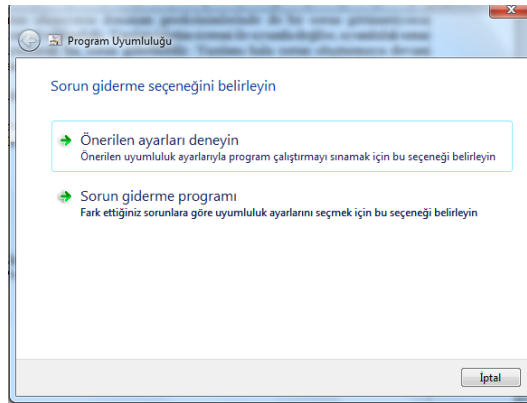 Program Uyumluluğu
Sorun giderme seçeneğini belirleyin
Önerilen ayarları deneyin
Önerilen uyumluluk ayarlarıyla program çalıştırmayı sınamak için bu seçeneği belirleyin
Sorun giderme programı
Fark ettiğiniz sorunlara göre uyumluluk ayarlarını seçmek için bu seçeneği belirleyin
İptal